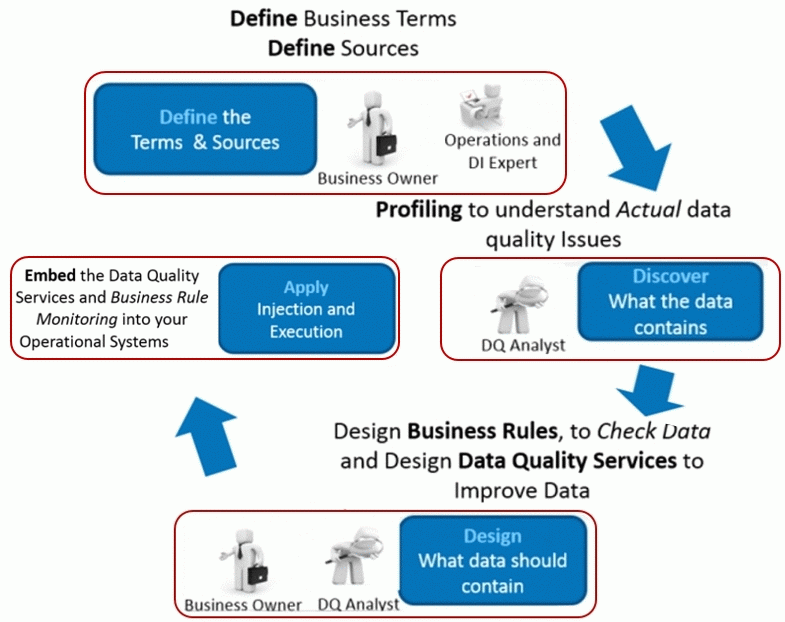 Define Business Terms
Define Sources
Define the
Terms & Sources
Business Owner
Operations and
DI Expert
Profiling to understand Actual data
quality Issues
Embed the Data Quality
Services and Business Rule
Monitoring into your
Operational Systems
Apply
Injection and
Execution
DQ Analyst
Discover
What the data
contains
Design Business Rules, to Check Data
and Design Data Quality Services to
Improve Data
Business Owner
DQ Analyst
Design
What data should
contain